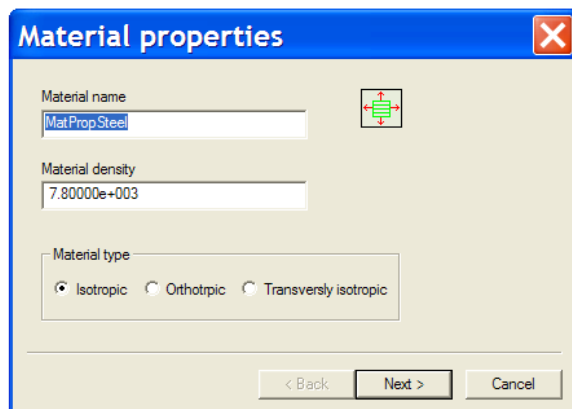 Material properties
Material name
MatPropSteel
Material density
7.80000e+003
Material type
Isotropic Orthotrpic Transversly isotropic
< Back Next > Cancel